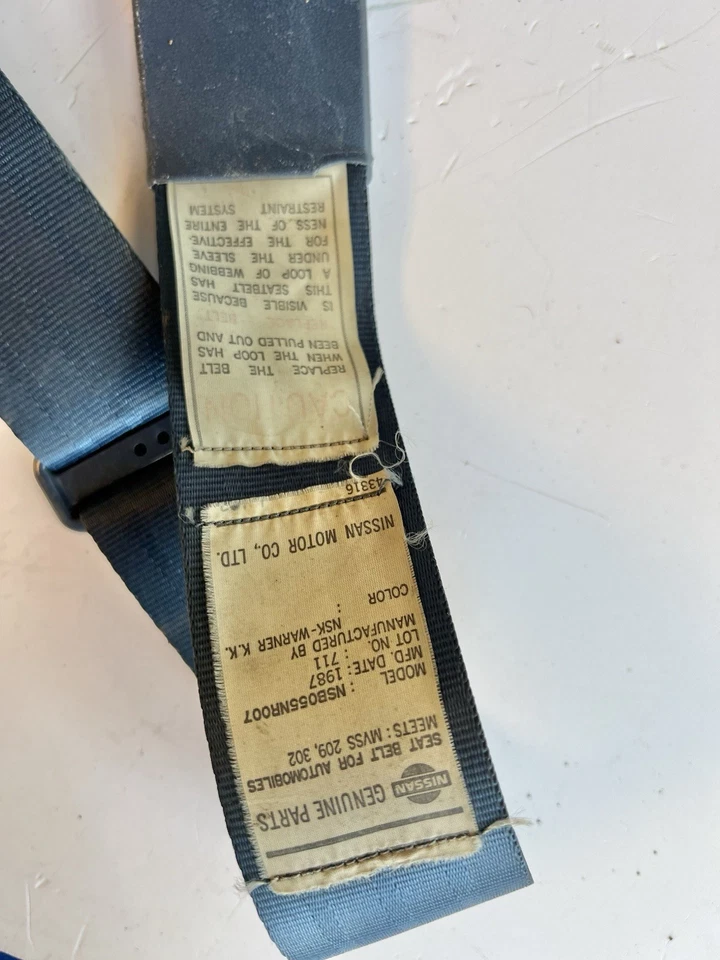 NISSAN GENUINE PARTS
SEAT BELT FOR AUTOMOBILES
MEETS : MVSS 209, 302
MODEL : NSB055NR007
MFD. DATE : 1987
LOT NO. : 711
MANUFACTURED BY
NSK-WARNER K.K.
COLOR :
NISSAN MOTOR CO., LTD.
43316
CAUTION
REPLACE THE BELT
WHEN THE LOOP HAS
BEEN PULLED OUT AND
"REPLACE BELT"
IS VISIBLE BECAUSE
THIS SEATBELT HAS
A LOOP OF WEBBING
UNDER THE SLEEVE
FOR THE EFFECTIVE-
NESS OF THE ENTIRE
RESTRAINT SYSTEM